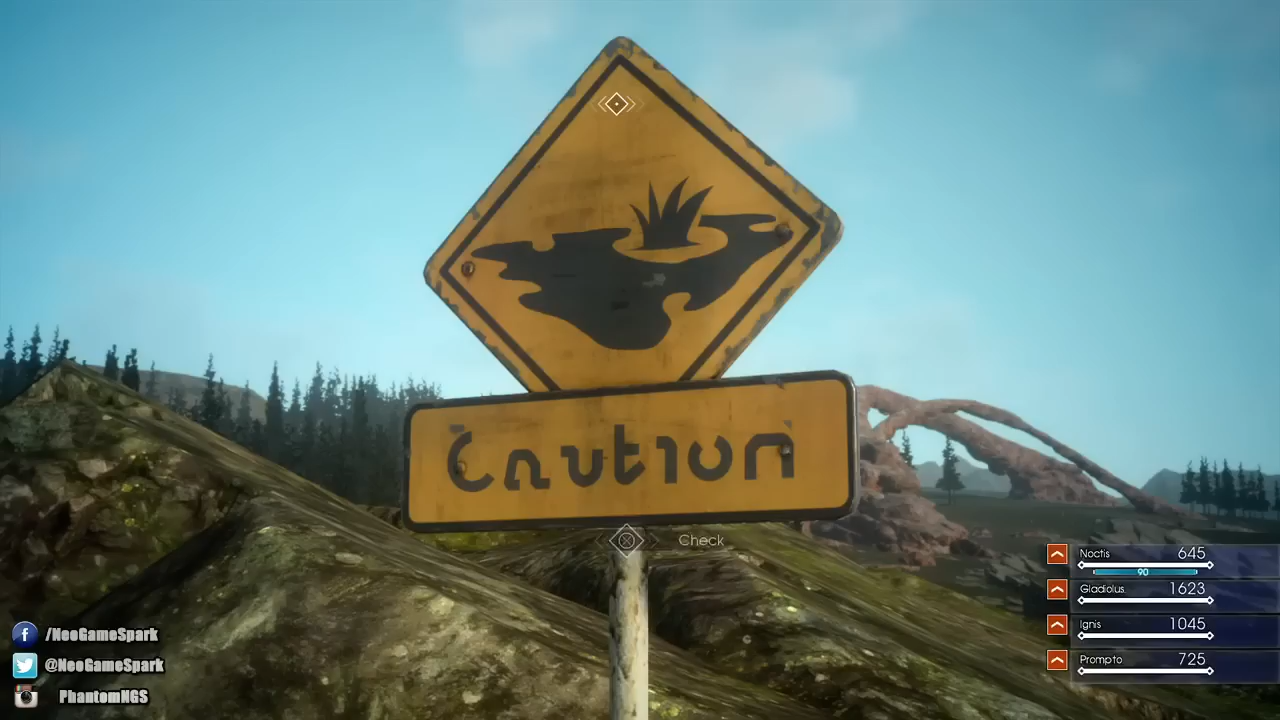 Caution
Check
Noctis 645
90
Gladiolus. 1623
Ignis 1045
Prompto 725
/NeoGameSpark
@NeoGameSpark
PhantomNGS